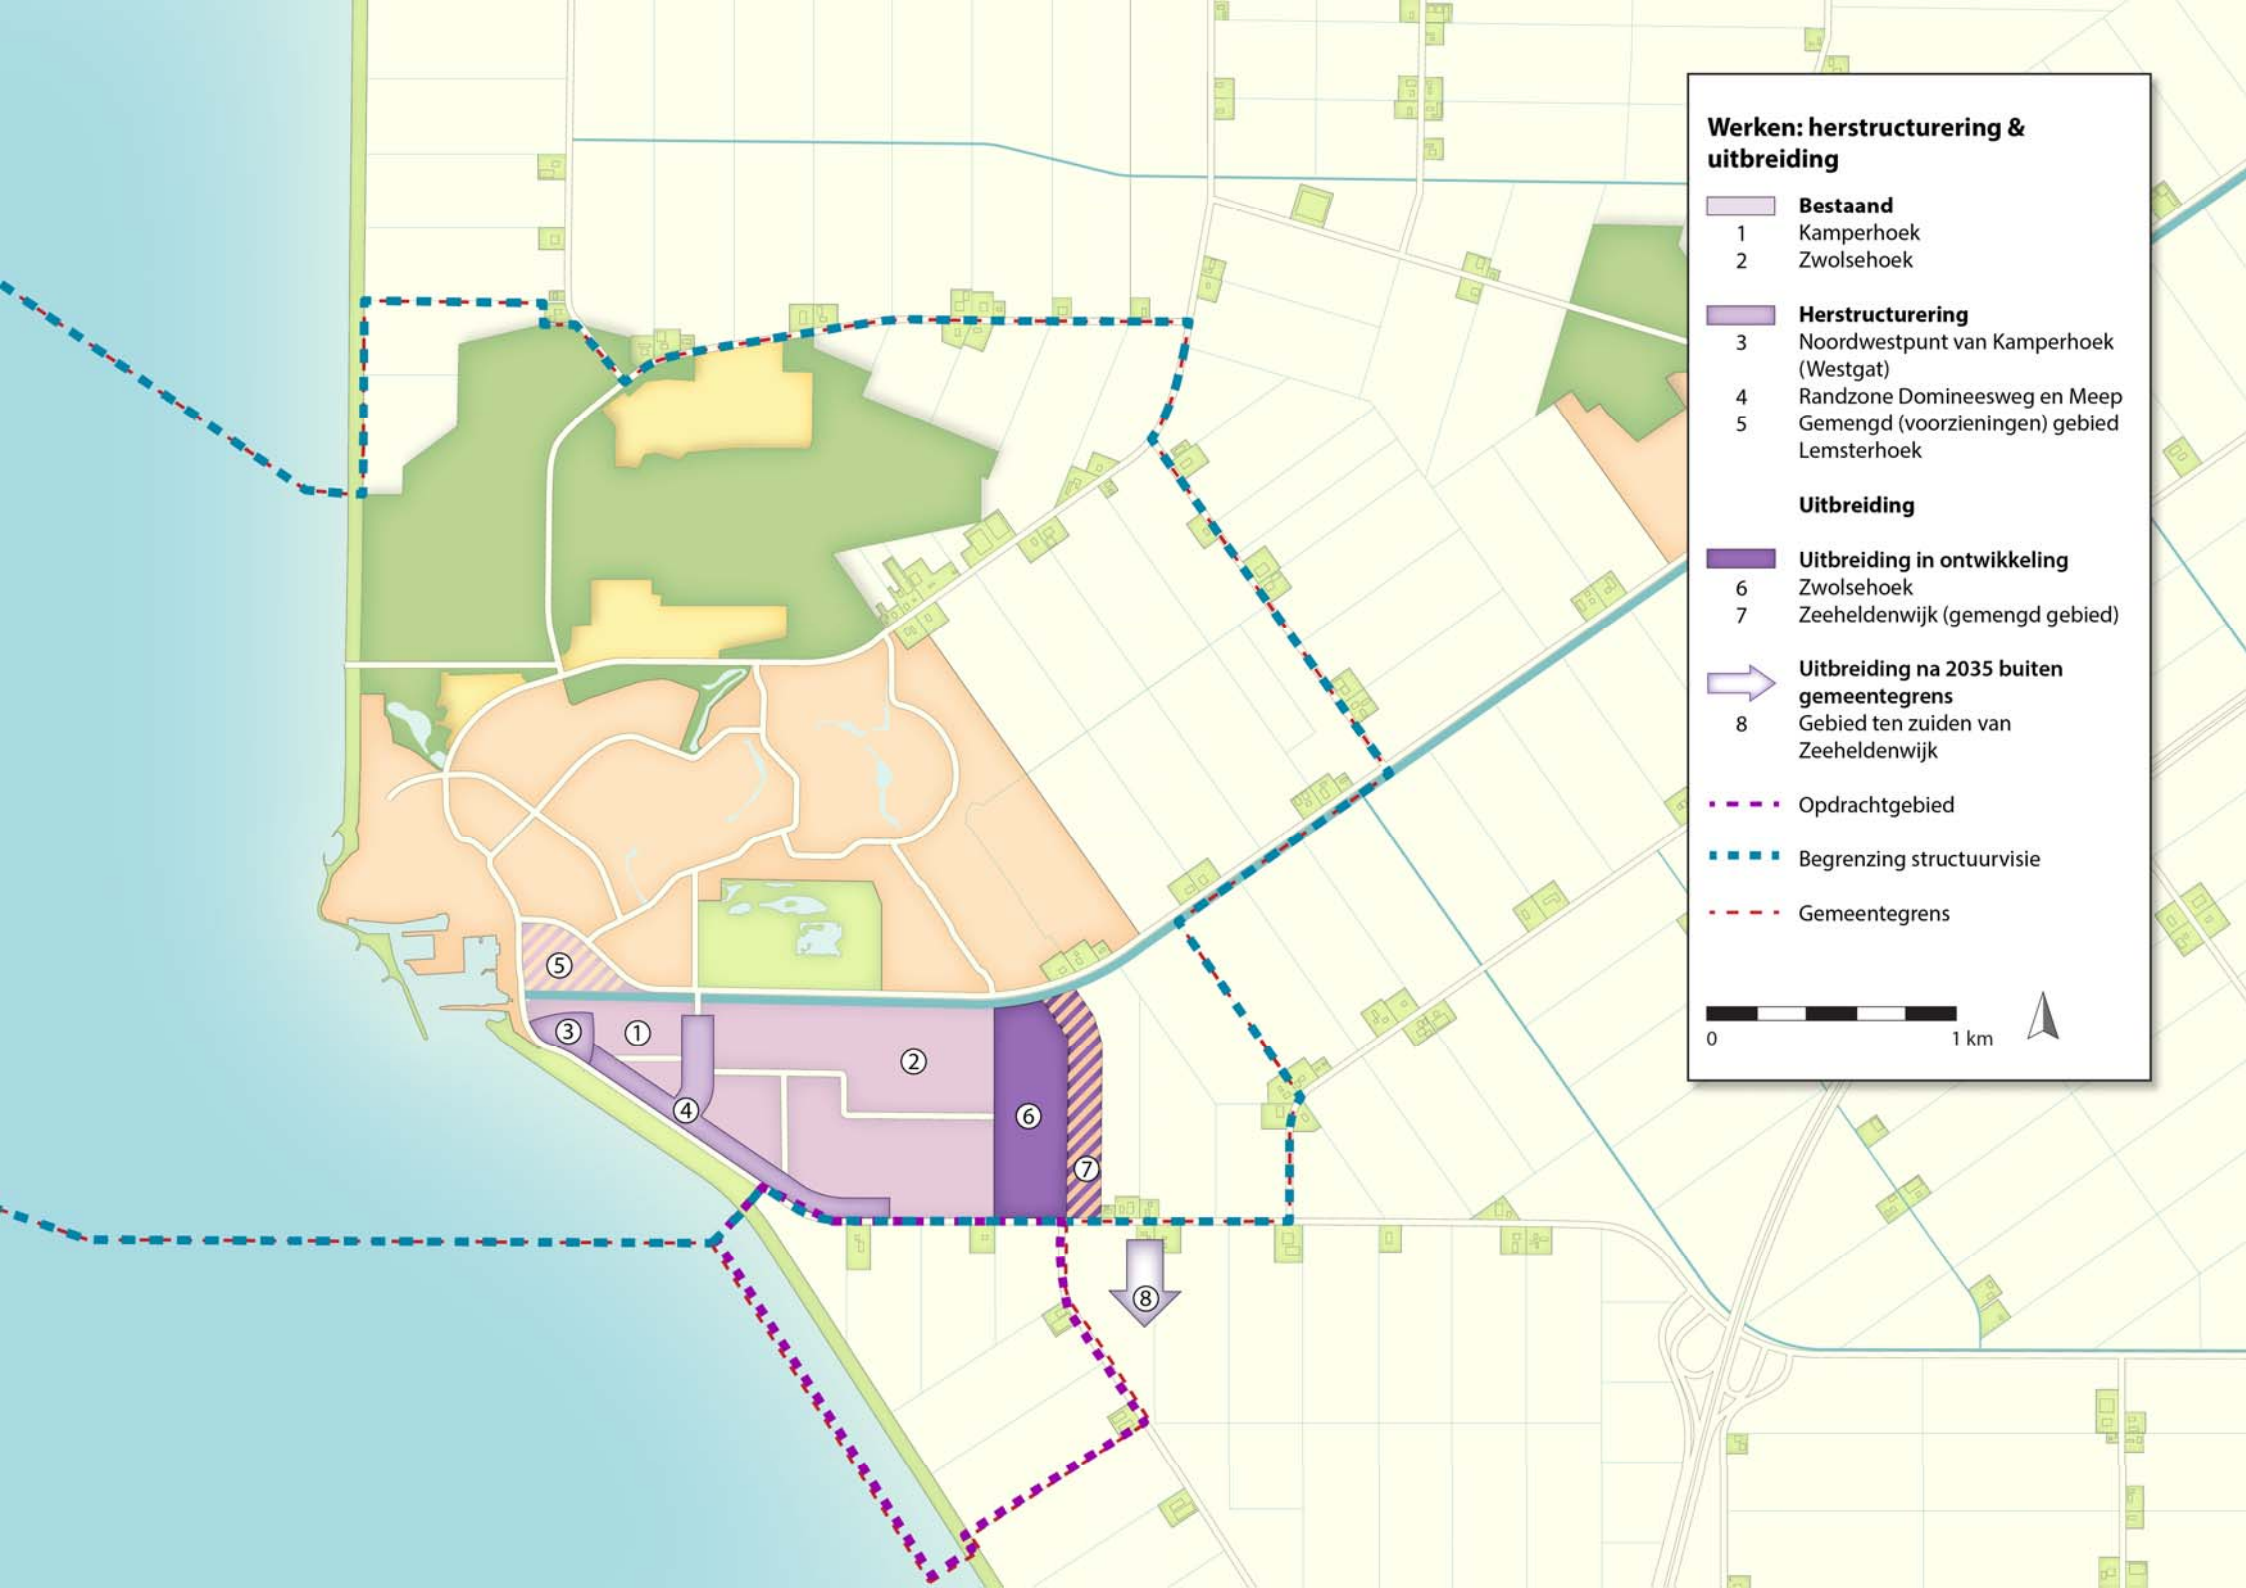 Werken: herstructurering &
uitbreiding
Bestaand
1 Kamperhoek
2 Zwolsehoek
Herstructurering
3 Noordwestpunt van Kamperhoek
(Westgat)
4 Randzone Domineesweg en Meep
5 Gemengd (voorzieningen) gebied
Lemsterhoek
Uitbreiding
Uitbreiding in ontwikkeling
6 Zwolsehoek
7 Zeeheldenwijk (gemengd gebied)
Uitbreiding na 2035 buiten
gemeentegrens
8 Gebied ten zuiden van
Zeeheldenwijk
Opdrachtgebied
Begrenzing structuurvisie
Gemeentegrens
0 1 km
5
3
1
2
4
6
7
8